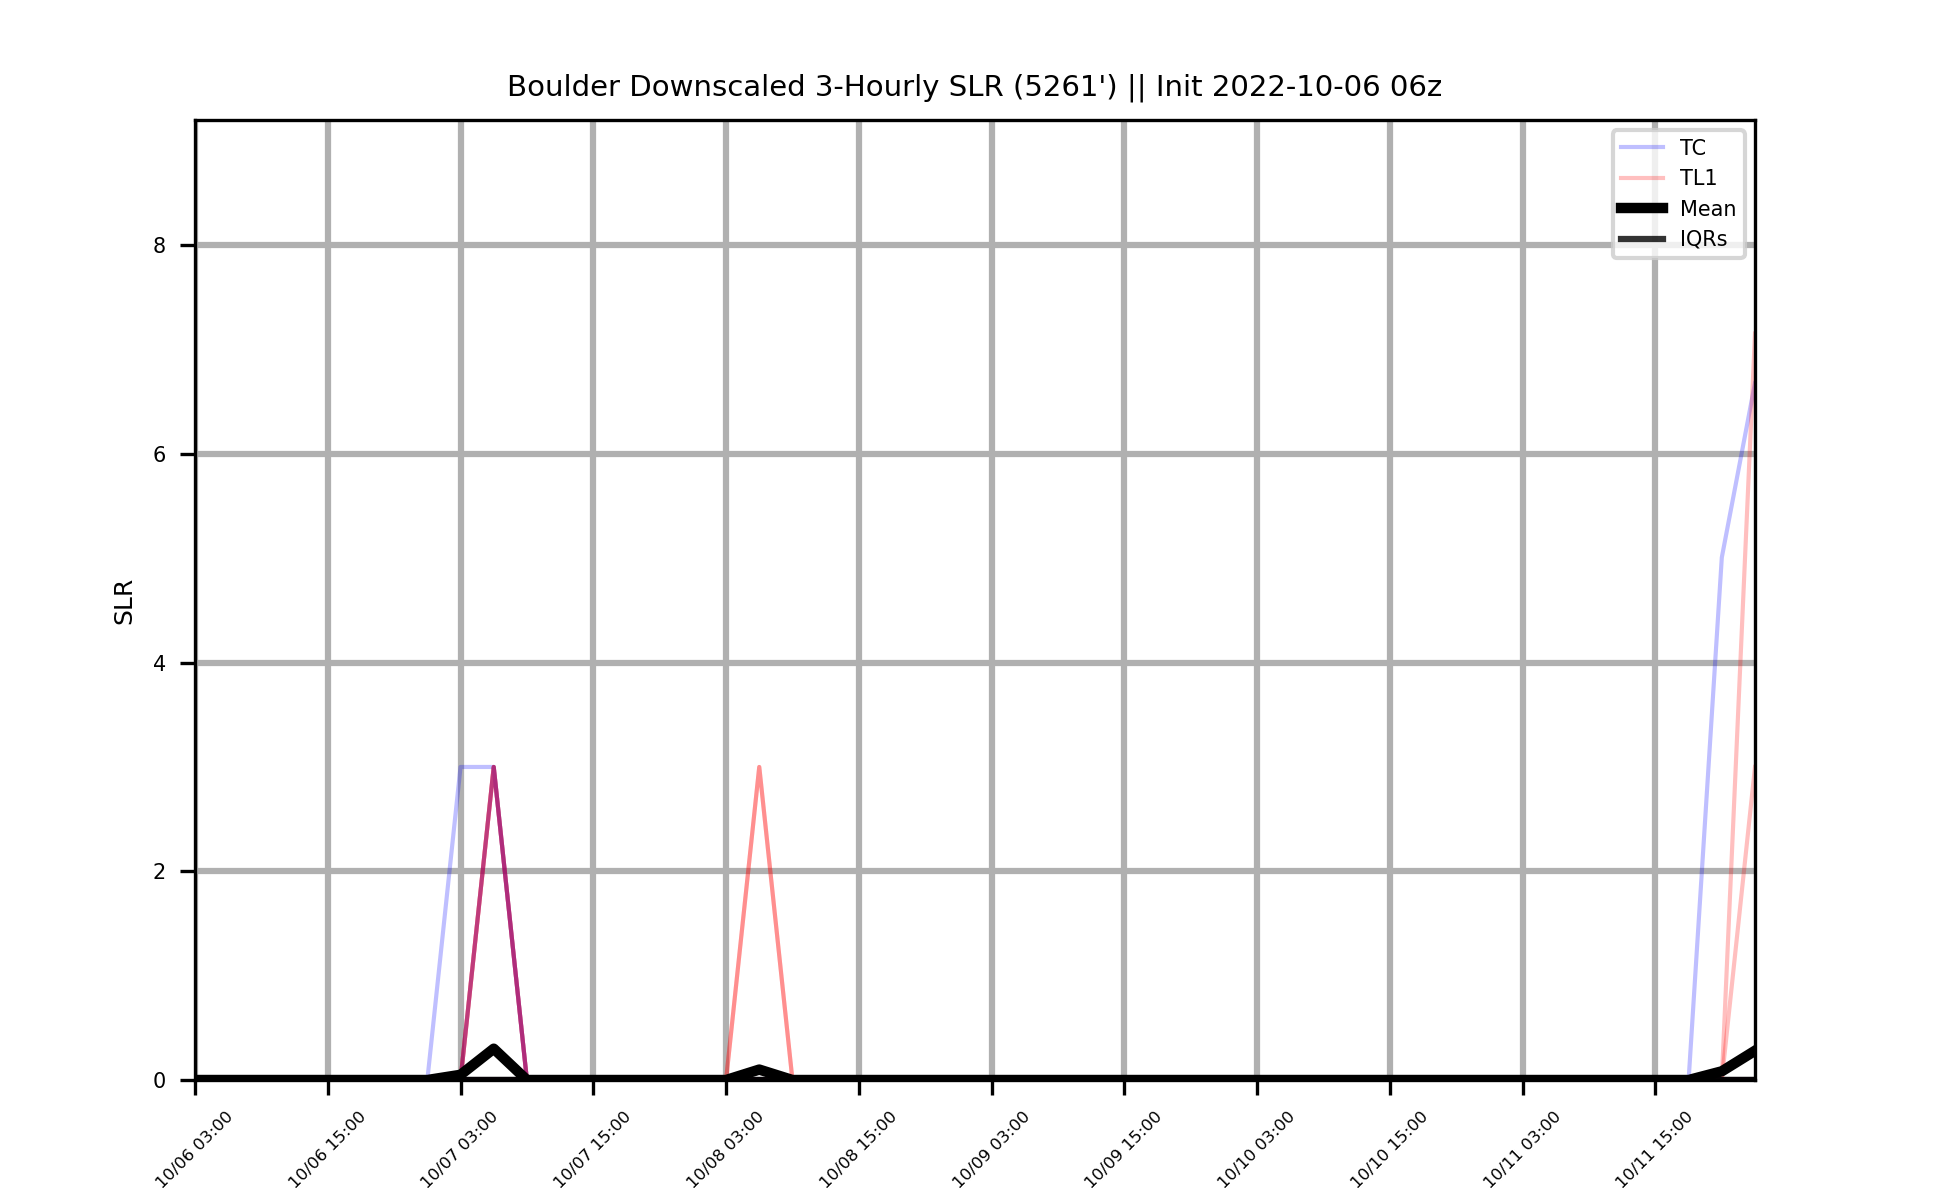 Boulder Downscaled 3-Hourly SLR (5261') || Init 2022-10-06 06z
TC
TL1
Mean
IQRs
SLR
8
6
4
2
0
10/06 03:00
10/06 15:00
10/07 03:00
10/07 15:00
10/08 03:00
10/08 15:00
10/09 03:00
10/09 15:00
10/10 03:00
10/10 15:00
10/11 03:00
10/11 15:00